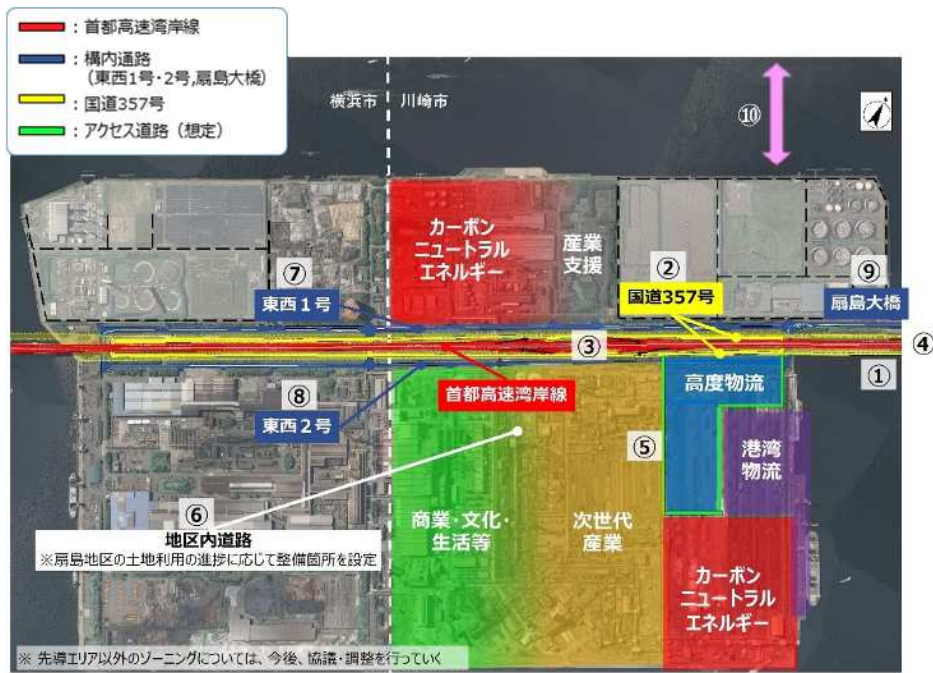 ：首都高速湾岸線
：構内通路
（東西1号･2号,扇島大橋）
：国道357号
：アクセス道路（想定）
横浜市
川崎市
⑩
カーボン
ニュートラル
エネルギー
産業
支援
⑦
②
⑨
東西１号
国道357号
扇島大橋
③
④
①
首都高速湾岸線
高度物流
⑧
東西２号
⑤
港湾
物流
⑥
地区内道路
※扇島地区の土地利用の進捗に応じて整備箇所を設定
商業･文化･
生活等
次世代
産業
カーボン
ニュートラル
エネルギー
※ 先導エリア以外のゾーニングについては、今後、協議・調整を行っていく